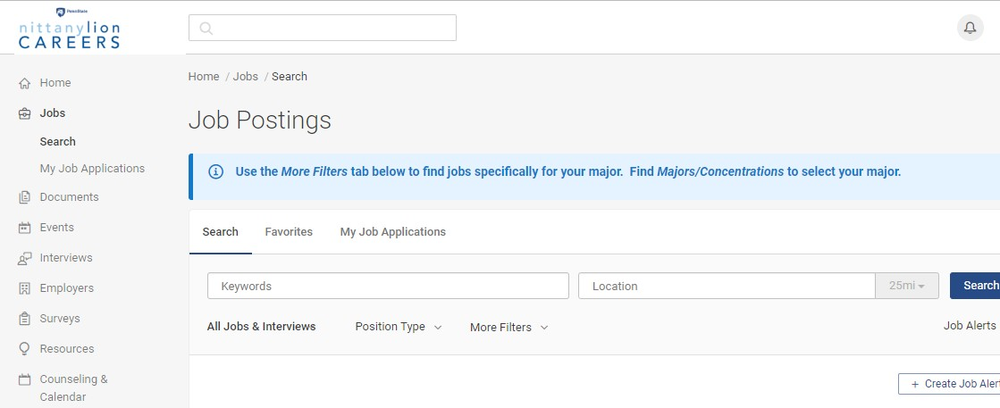 PennState
nittanylion
CAREERS
Home / Jobs / Search
Home
Jobs
Search
My Job Applications
Documents
Events
Interviews
Employers
Surveys
Resources
Counseling &
Calendar
Job Postings
Use the More Filters tab below to find jobs specifically for your major. Find Majors/Concentrations to select your major.
Search Favorites My Job Applications
Keywords Location 25mi Search
All Jobs & Interviews Position Type More Filters Job Alerts
+ Create Job Aler